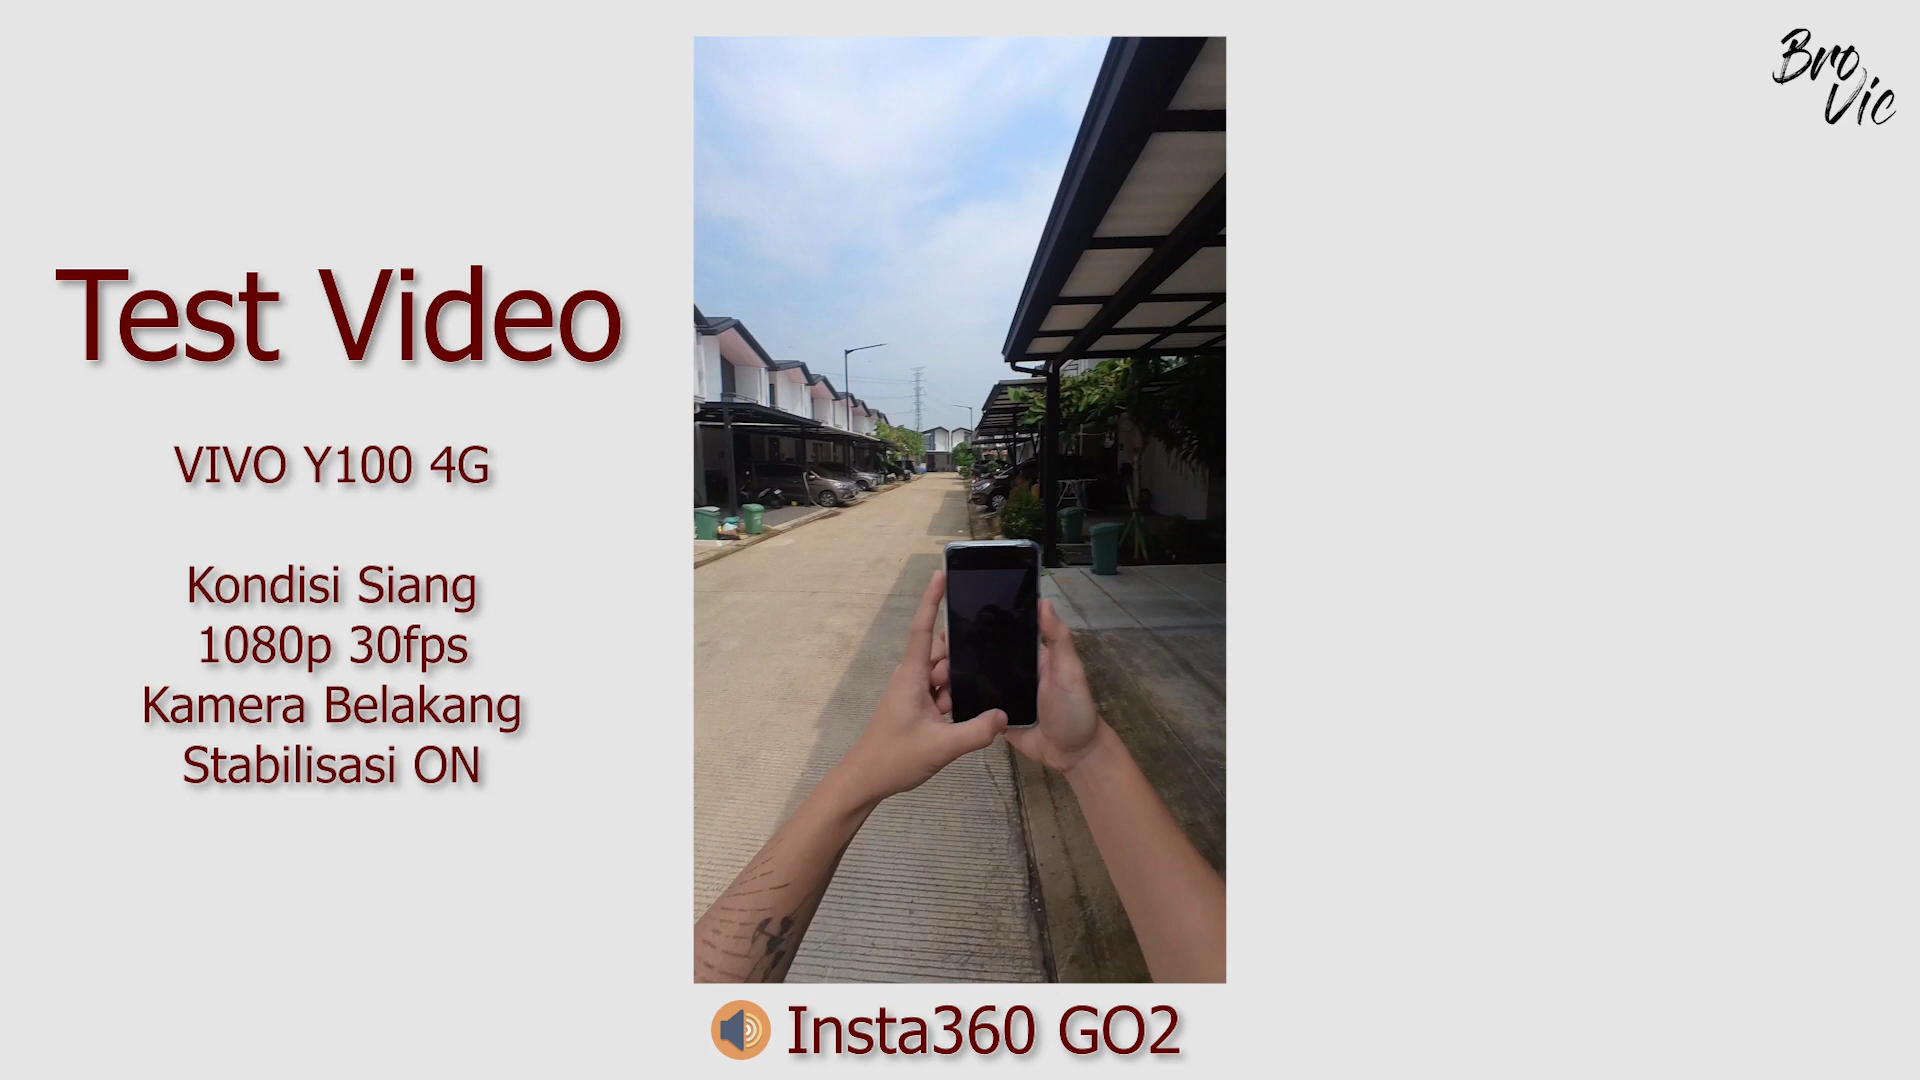 Bro
Vic
Test Video
VIVO Y100 4G
Kondisi Siang
1080p 30fps
Kamera Belakang
Stabilisasi ON
Insta360 GO2